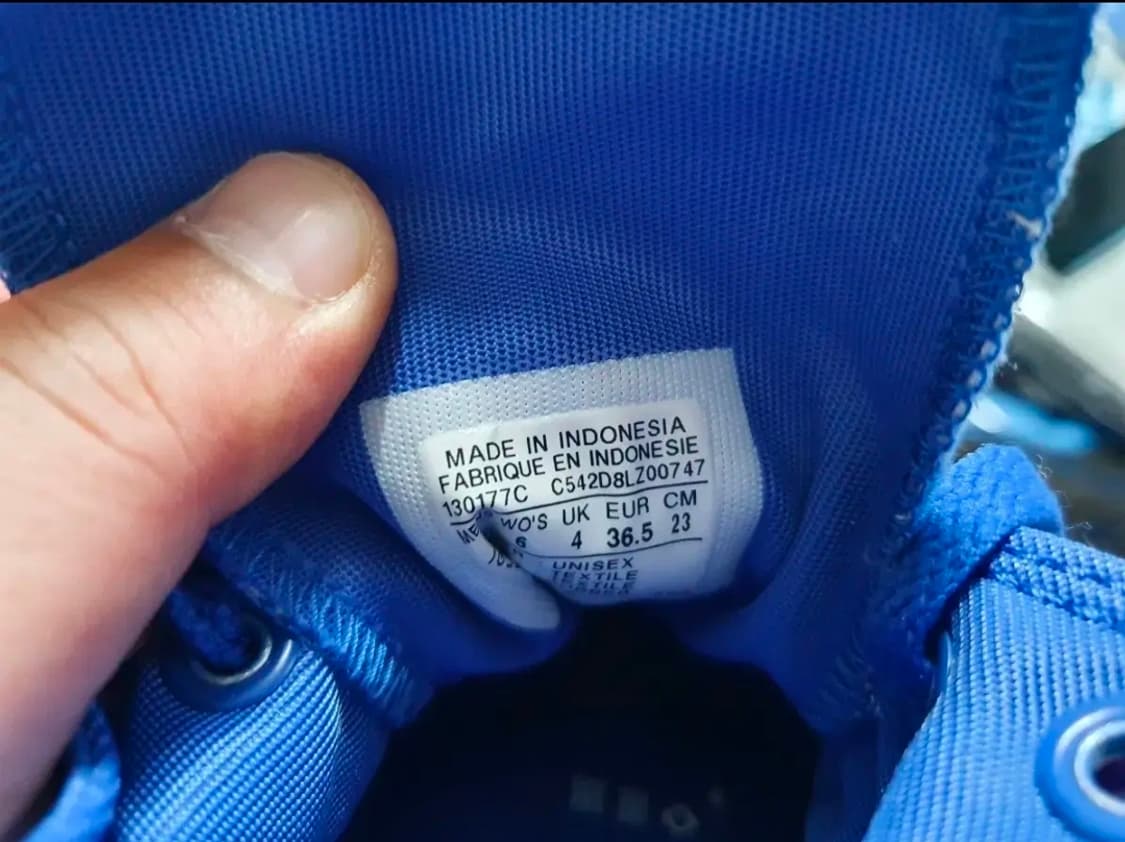 MADE IN INDONESIA
FABRIQUE EN INDONESIE
130177C C542D8LZ00747
WO'S UK EUR CM
6 4 36.5 23
UNISEX
TEXTILE